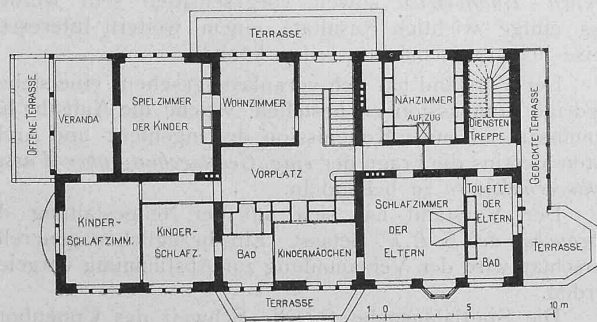 TERRASSE
OFFENE TERRASSE
VERANDA
SPIELZIMMER
DER KINDER
WOHNZIMMER
NÄHZIMMER
AUFZUG
DIENSTEN
TREPPE
GEDECKTE TERRASSE
VORPLATZ
KINDER-
SCHLAFZIMM.
KINDER-
SCHLAFZ.
BAD
KINDERMÄDCHEN
SCHLAFZIMMER
DER
ELTERN
TOILETTE
DER
ELTERN
BAD
TERRASSE
TERRASSE
1 0 5 10 m